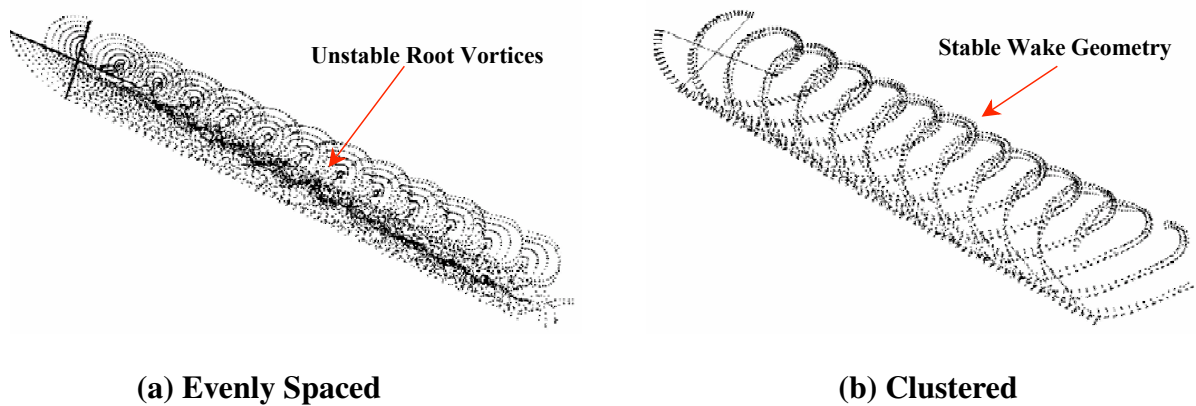 Unstable Root Vortices
Stable Wake Geometry
(a) Evenly Spaced
(b) Clustered